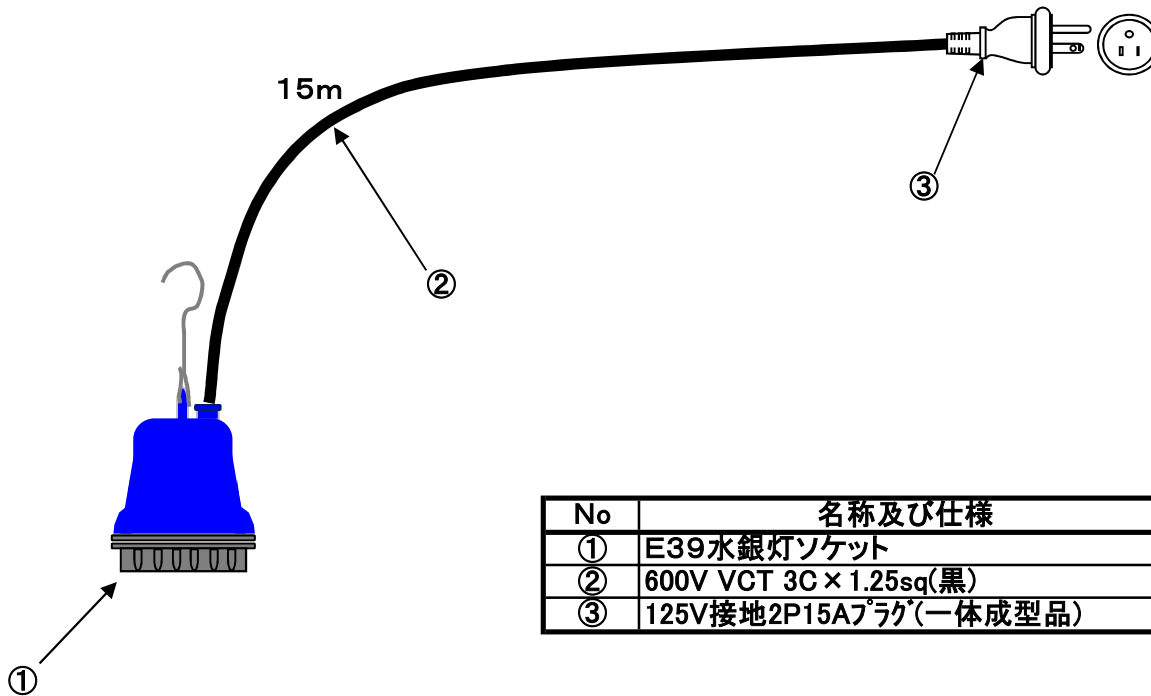 15m
③
②
No 名称及び仕様
① E39水銀灯ソケット
② 600V VCT 3C×1.25sq(黒)
③ 125V接地2P15Aプラグ(一体成型品)
①